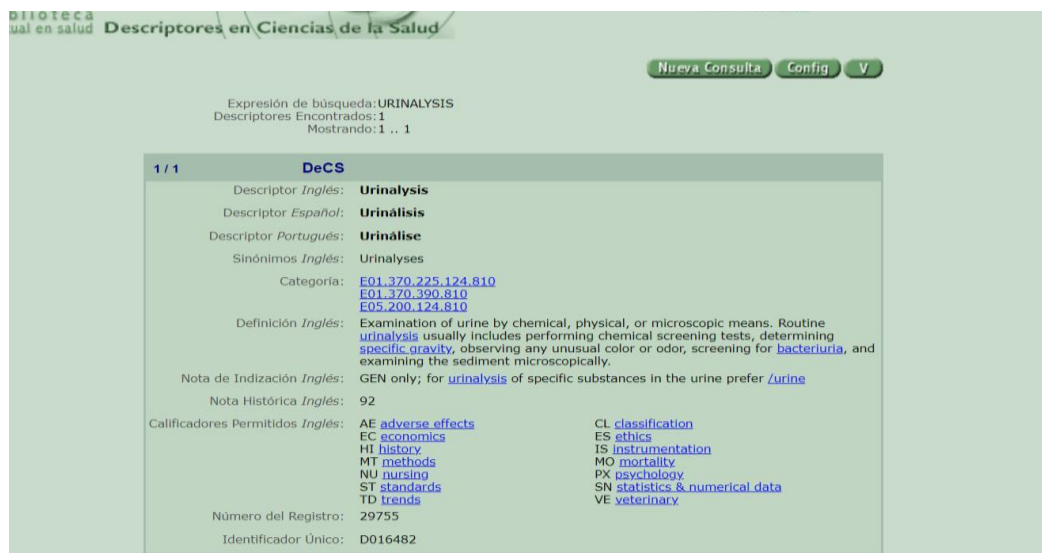 ual en salud Descriptores en Ciencias de la Salud
Nueva Consulta Config V
Expresión de búsqueda:URINALYSIS
Descriptores Encontrados:1
Mostrando:1 .. 1
1 / 1 DeCS
Descriptor Inglés: Urinalysis
Descriptor Español: Urinálisis
Descriptor Portugués: Urinálise
Sinónimos Inglés: Urinalyses
Categoría: E01.370.225.124.810
E01.370.390.810
E05.200.124.810
Definición Inglés: Examination of urine by chemical, physical, or microscopic means. Routine
urinalysis usually includes performing chemical screening tests, determining
specific gravity, observing any unusual color or odor, screening for bacteriuria, and
examining the sediment microscopically.
Nota de Indización Inglés: GEN only; for urinalysis of specific substances in the urine prefer /urine
Nota Histórica Inglés: 92
Calificadores Permitidos Inglés: AE adverse effects CL classification
EC economics ES ethics
HI history IS instrumentation
MT methods MO mortality
NU nursing PX psychology
ST standards SN statistics & numerical data
TD trends VE veterinary
Número del Registro: 29755
Identificador Único: D016482